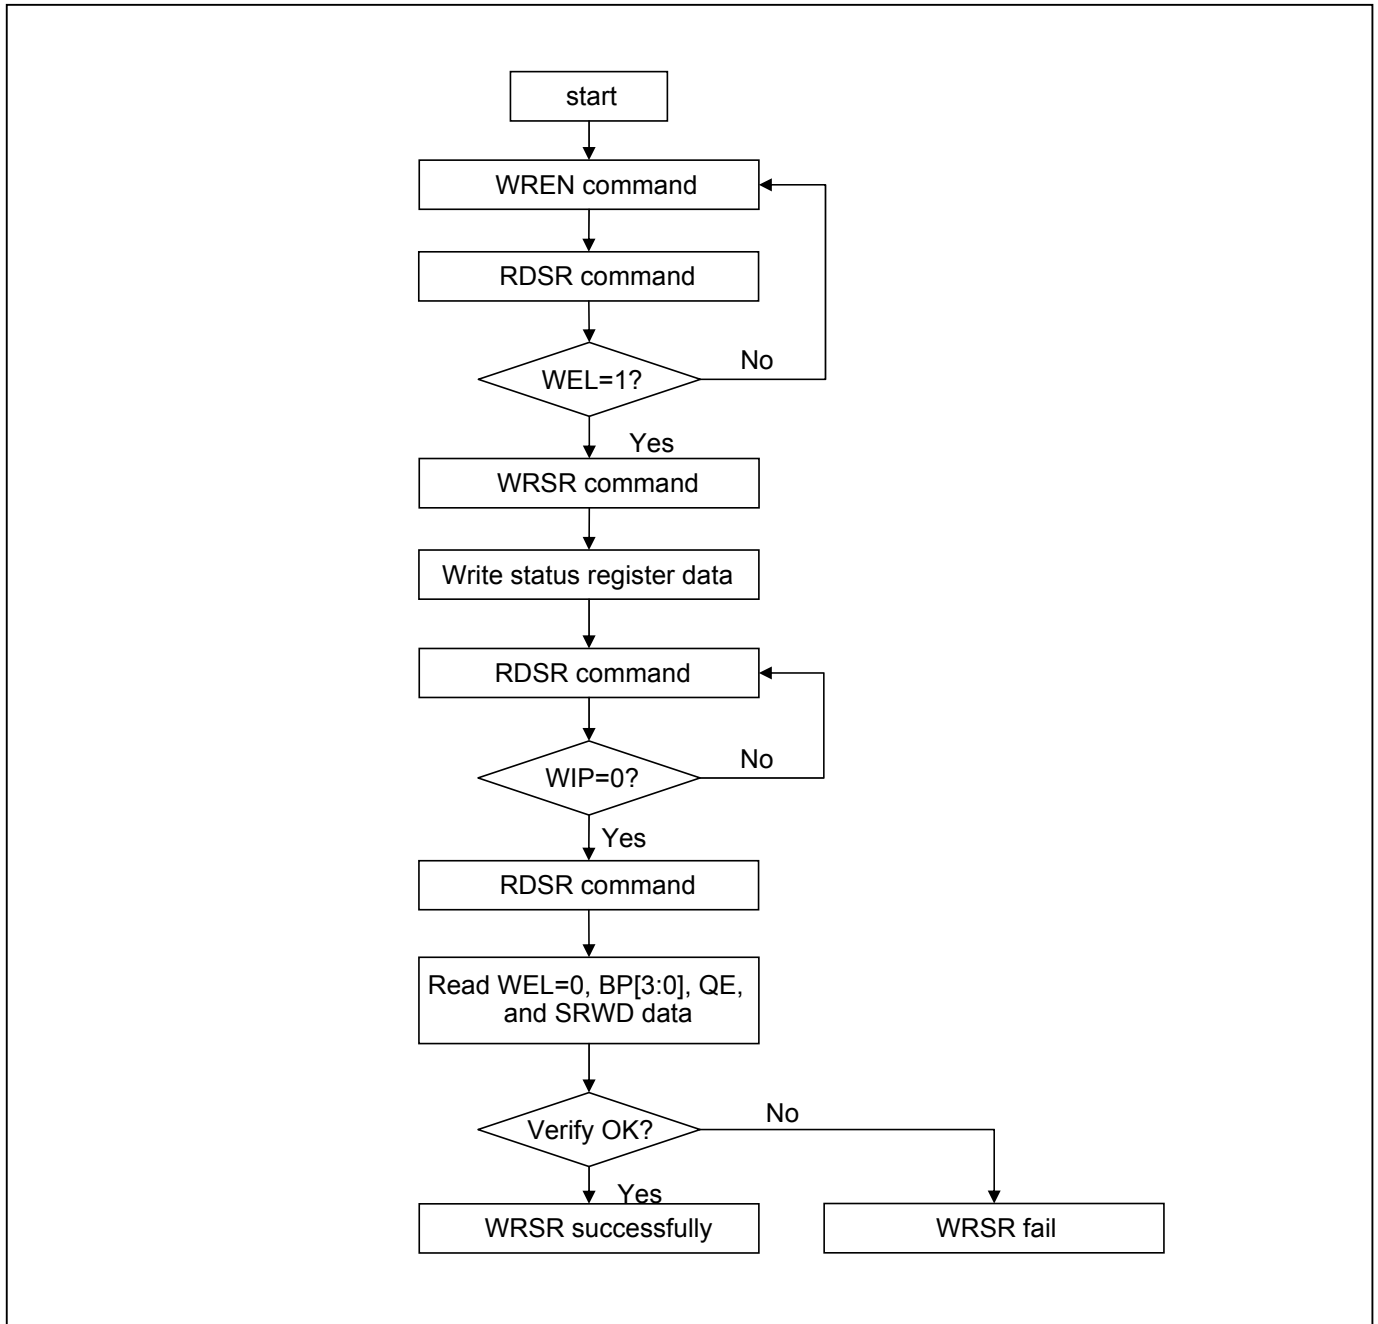 start
WREN command
RDSR command
WEL=1?
No
Yes
WRSR command
Write status register data
RDSR command
WIP=0?
No
Yes
RDSR command
Read WEL=0, BP[3:0], QE,
and SRWD data
Verify OK?
No
Yes
WRSR successfully
WRSR fail